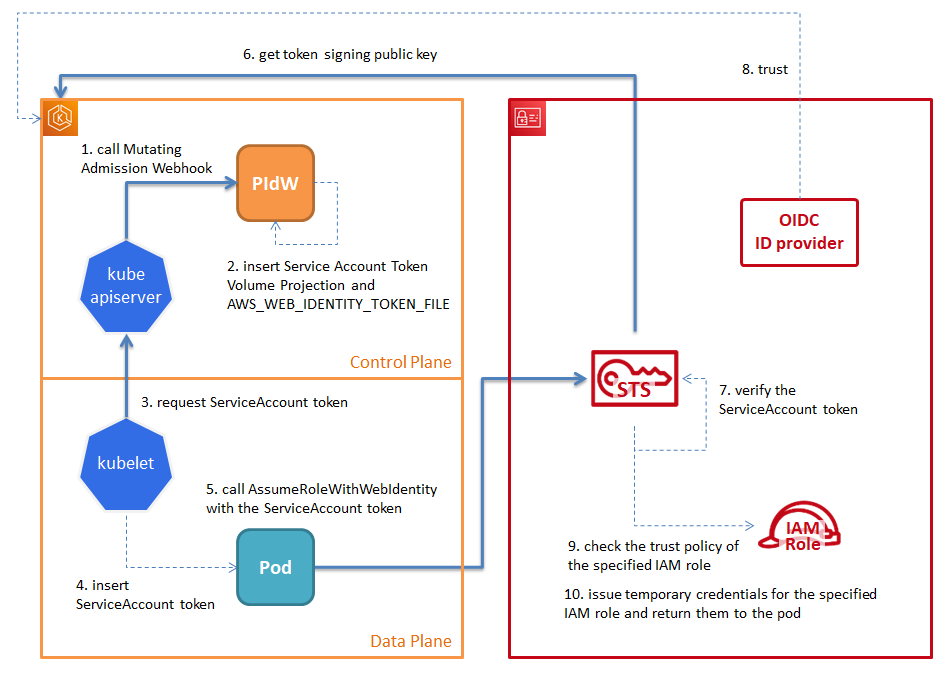 6. get token signing public key
8. trust
K
1. call Mutating
Admission Webhook
PIdW
OIDC
ID provider
kube
apiserver
2. insert Service Account Token
Volume Projection and
AWS_WEB_IDENTITY_TOKEN_FILE
Control Plane
STS
7. verify the
ServiceAccount token
3. request ServiceAccount token
kubelet
5. call AssumeRoleWithWebIdentity
with the ServiceAccount token
IAM
Role
9. check the trust policy of
the specified IAM role
Pod
4. insert
ServiceAccount token
10. issue temporary credentials for the specified
IAM role and return them to the pod
Data Plane